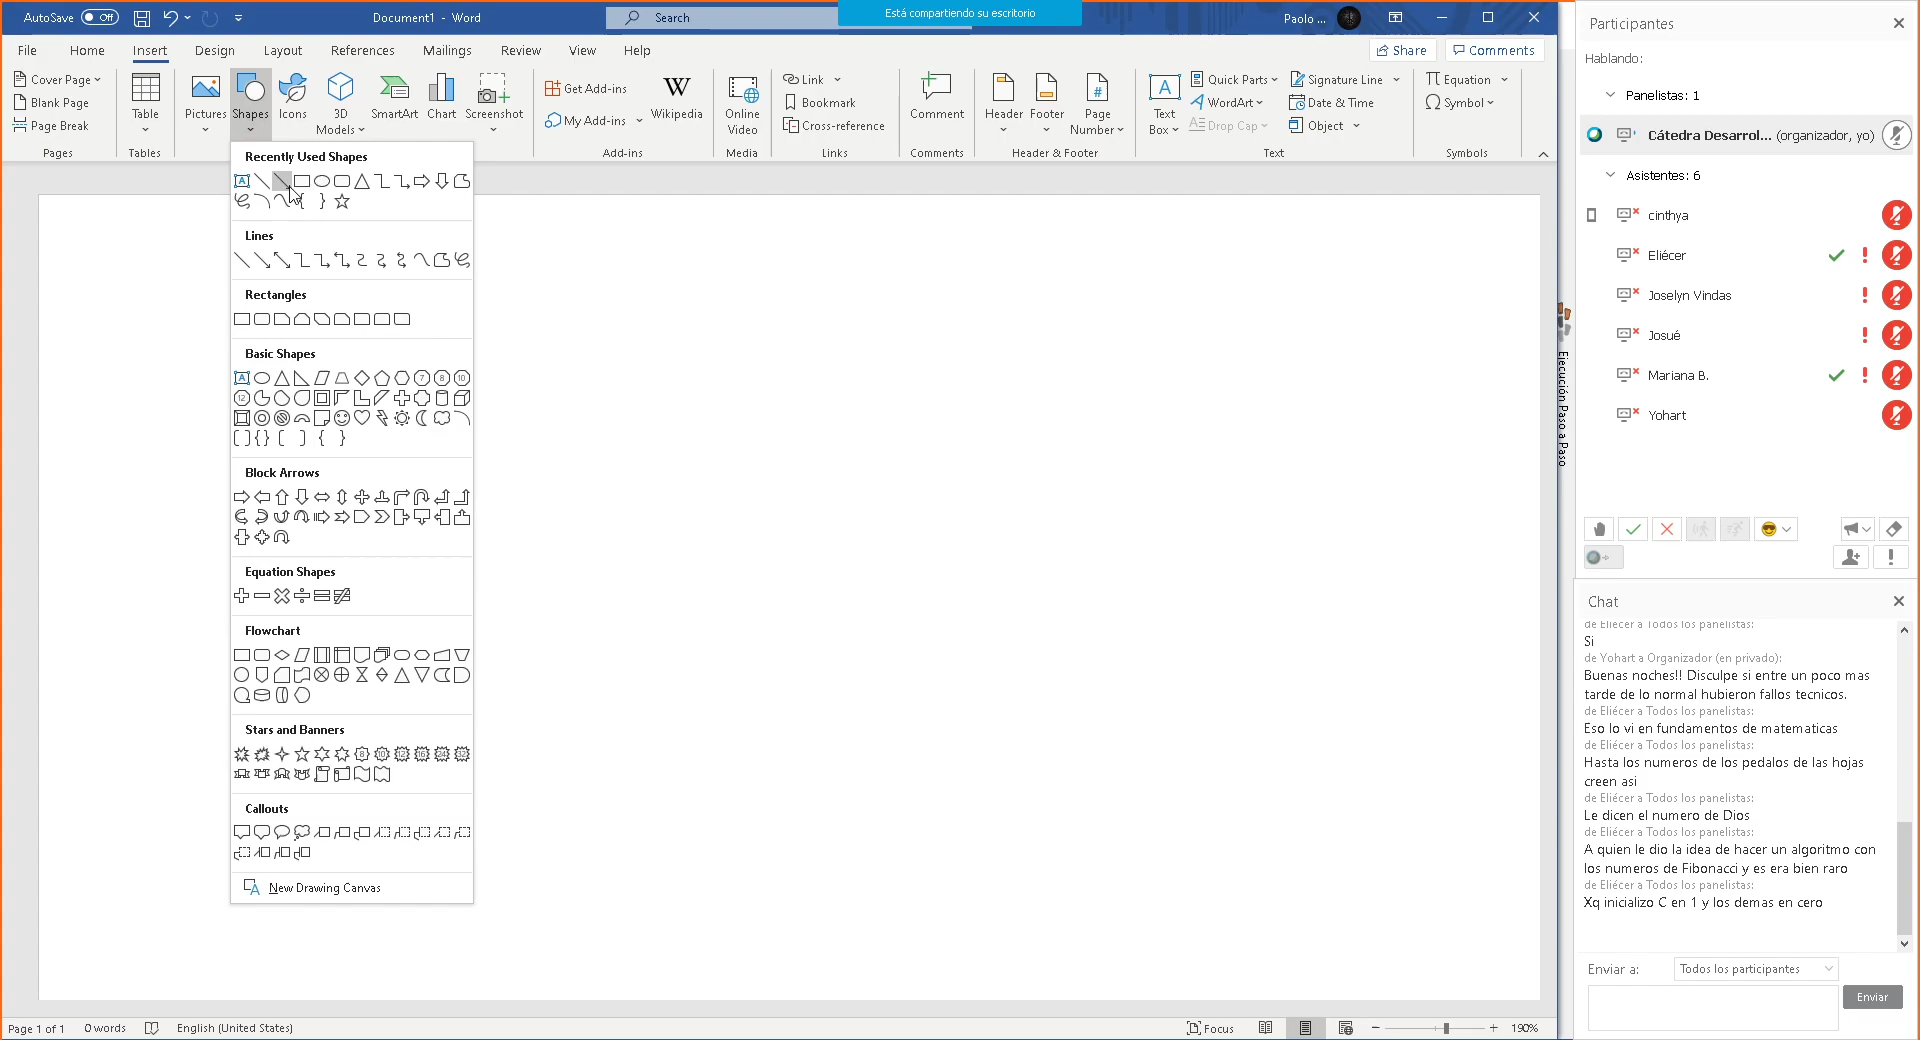 AutoSave Off
Document1 - Word
Search
Está compartiendo su escritorio
Paolo ...
File Home Insert Design Layout References Mailings Review View Help
Share Comments
Cover Page
Blank Page
Page Break
Pages
Table
Tables
Pictures
Shapes
Icons
3D
Models
SmartArt
Chart
Screenshot
Get Add-ins
My Add-ins
Wikipedia
Add-ins
Online
Video
Media
Link
Bookmark
Cross-reference
Links
Comment
Comments
Header
Footer
Page
Number
Header & Footer
Text
Box
Quick Parts
WordArt
Drop Cap
Signature Line
Date & Time
Object
Text
Equation
Symbol
Symbols
Recently Used Shapes
Lines
Rectangles
Basic Shapes
Block Arrows
Equation Shapes
Flowchart
Stars and Banners
Callouts
New Drawing Canvas
Page 1 of 1 0 words English (United States)
Focus
190%
Ejecución Paso a Paso
Participantes
Hablando:
Panelistas: 1
Cátedra Desarrol... (organizador, yo)
Asistentes: 6
cinthya
Eliécer
Joselyn Vindas
Josué
Mariana B.
Yohart
Chat
de Eliécer a Todos los panelistas:
Si
de Yohart a Organizador (en privado):
Buenas noches!! Disculpe si entre un poco mas
tarde de lo normal hubieron fallos tecnicos.
de Eliécer a Todos los panelistas:
Eso lo vi en fundamentos de matematicas
de Eliécer a Todos los panelistas:
Hasta los numeros de los pedalos de las hojas
creen asi
de Eliécer a Todos los panelistas:
Le dicen el numero de Dios
de Eliécer a Todos los panelistas:
A quien le dio la idea de hacer un algoritmo con
los numeros de Fibonacci y es era bien raro
de Eliécer a Todos los panelistas:
Xq inicializo C en 1 y los demas en cero
Enviar a: Todos los participantes
Enviar